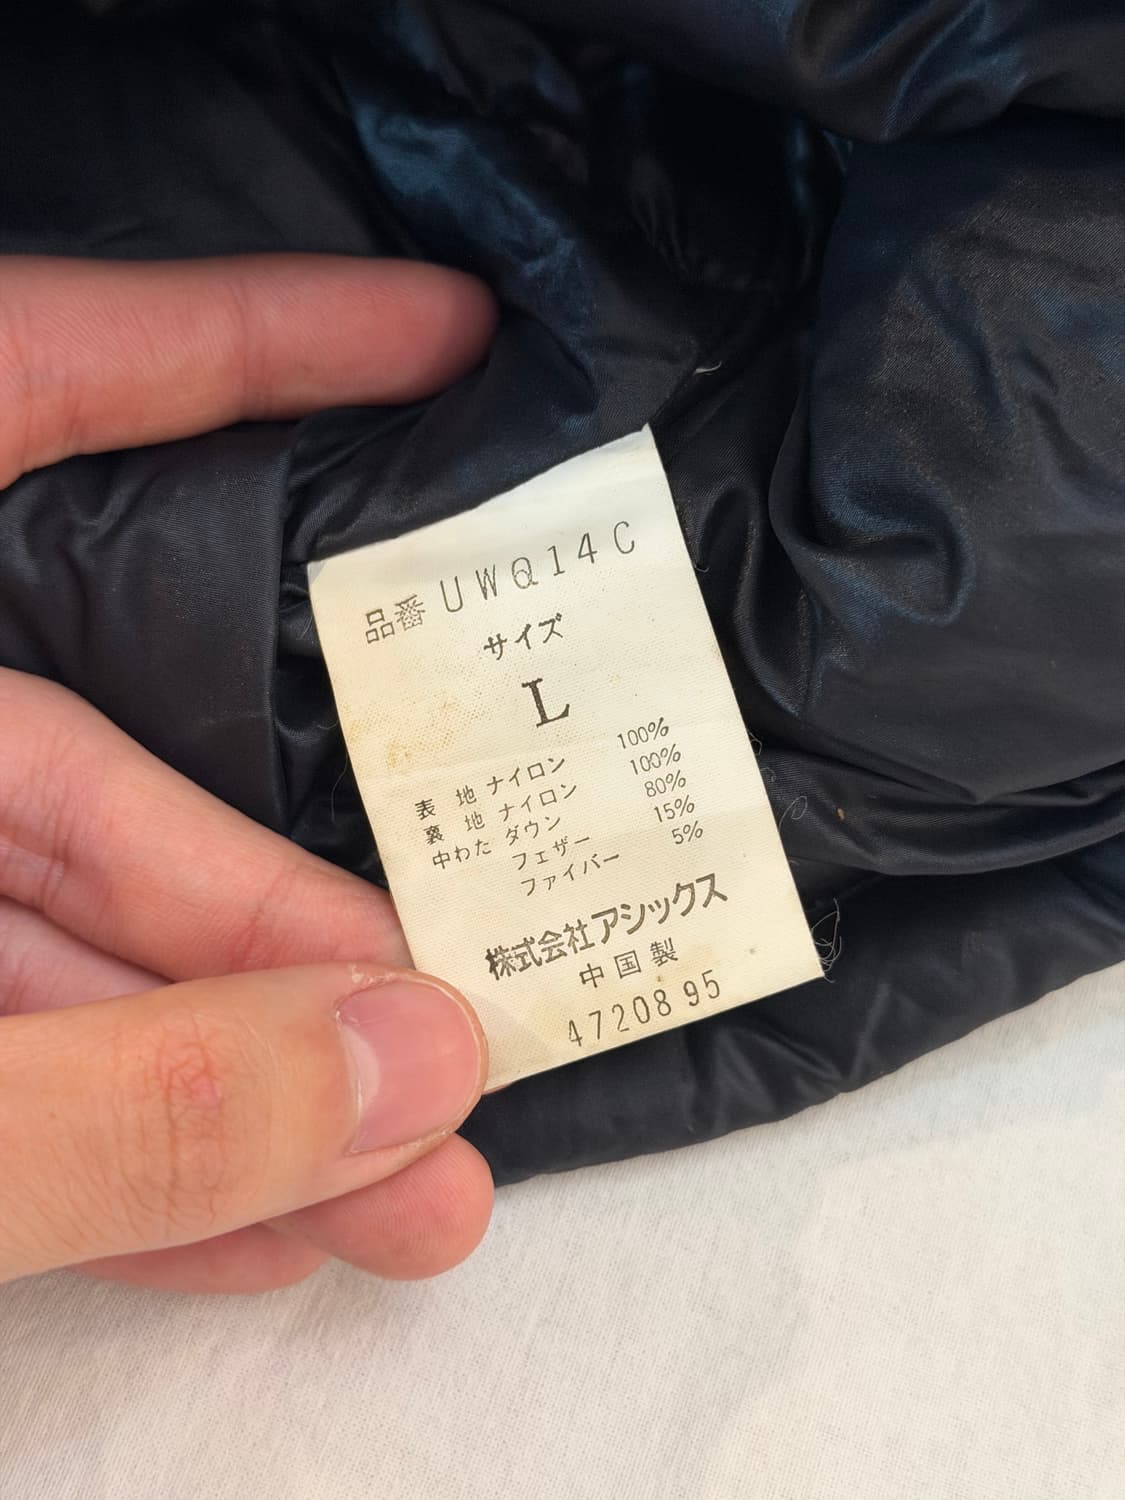 品番 UWQ14C
サイズ
L
表 地 ナイロン 100%
裏 地 ナイロン 100%
中わた ダウン 80%
フェザー 15%
ファイバー 5%
株式会社アシックス
中国製
4720895